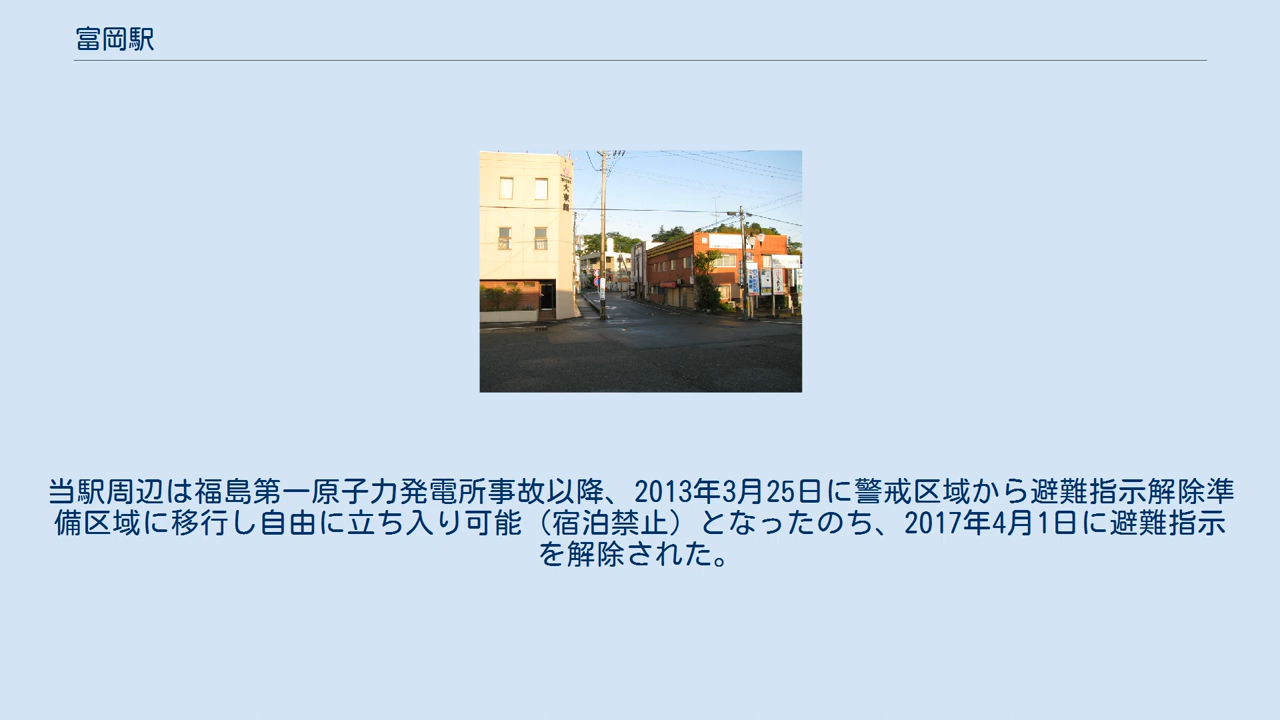 富岡駅
大東館
当駅周辺は福島第一原子力発電所事故以降、2013年3月25日に警戒区域から避難指示解除準
備区域に移行し自由に立ち入り可能（宿泊禁止）となったのち、2017年4月1日に避難指示
を解除された。